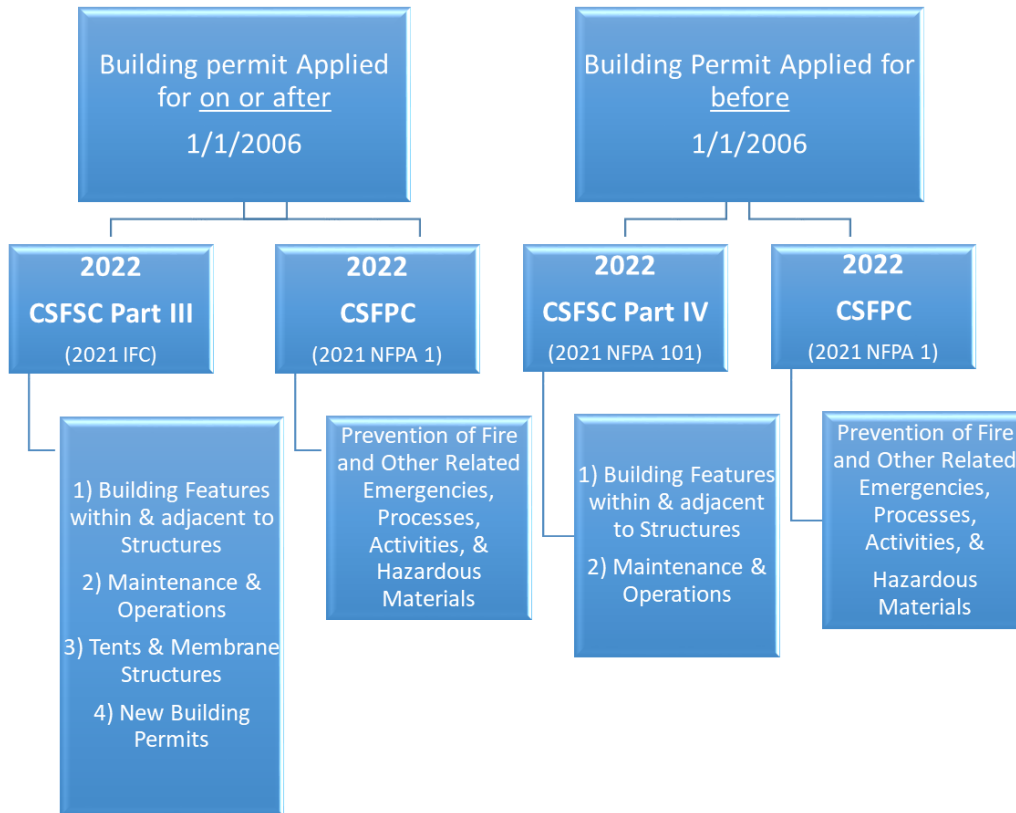 Building permit Applied
for on or after
1/1/2006
Building Permit Applied for
before
1/1/2006
2022
CSFSC Part III
(2021 IFC)
2022
CSFPC
(2021 NFPA 1)
2022
CSFSC Part IV
(2021 NFPA 101)
2022
CSFPC
(2021 NFPA 1)
1) Building Features
within & adjacent to
Structures
2) Maintenance &
Operations
3) Tents & Membrane
Structures
4) New Building
Permits
Prevention of Fire
and Other Related
Emergencies,
Processes,
Activities, &
Hazardous
Materials
1) Building Features
within & adjacent
to Structures
2) Maintenance &
Operations
Prevention of Fire
and Other Related
Emergencies,
Processes,
Activities, &
Hazardous
Materials